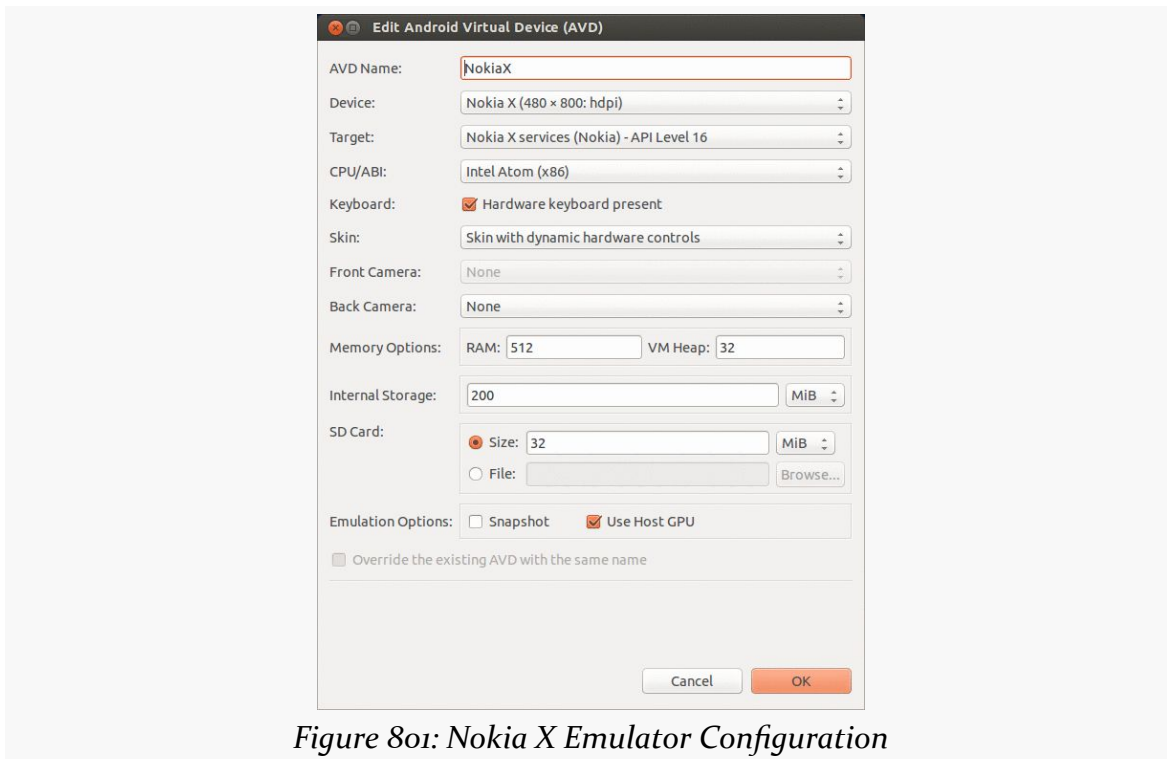 Edit Android Virtual Device (AVD)
AVD Name: NokiaX
Device: Nokia X (480 × 800: hdpi)
Target: Nokia X services (Nokia) - API Level 16
CPU/ABI: Intel Atom (x86)
Keyboard: Hardware keyboard present
Skin: Skin with dynamic hardware controls
Front Camera: None
Back Camera: None
Memory Options: RAM: 512 VM Heap: 32
Internal Storage: 200 MiB
SD Card:
Size: 32 MiB
File: Browse...
Emulation Options: Snapshot Use Host GPU
Override the existing AVD with the same name
Cancel OK
Figure 801: Nokia X Emulator Configuration